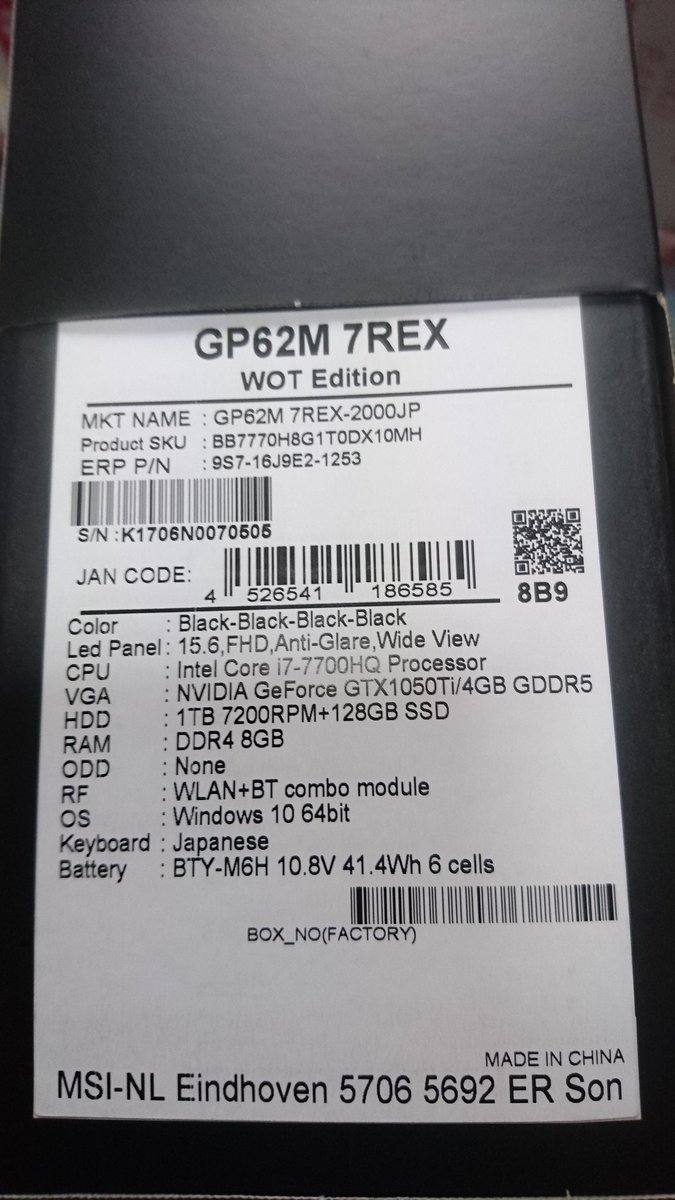 GP62M 7REX
WOT Edition
MKT NAME : GP62M 7REX-2000JP
Product SKU : BB7770H8G1T0DX10MH
ERP P/N : 9S7-16J9E2-1253
S/N :K1706N0070505
JAN CODE:
4 526541 186585
8B9
Color : Black-Black-Black-Black
Led Panel : 15.6,FHD,Anti-Glare,Wide View
CPU : Intel Core i7-7700HQ Processor
VGA : NVIDIA GeForce GTX1050Ti/4GB GDDR5
HDD : 1TB 7200RPM+128GB SSD
RAM : DDR4 8GB
ODD : None
RF : WLAN+BT combo module
OS : Windows 10 64bit
Keyboard : Japanese
Battery : BTY-M6H 10.8V 41.4Wh 6 cells
BOX_NO(FACTORY)
MADE IN CHINA
MSI-NL Eindhoven 5706 5692 ER Son